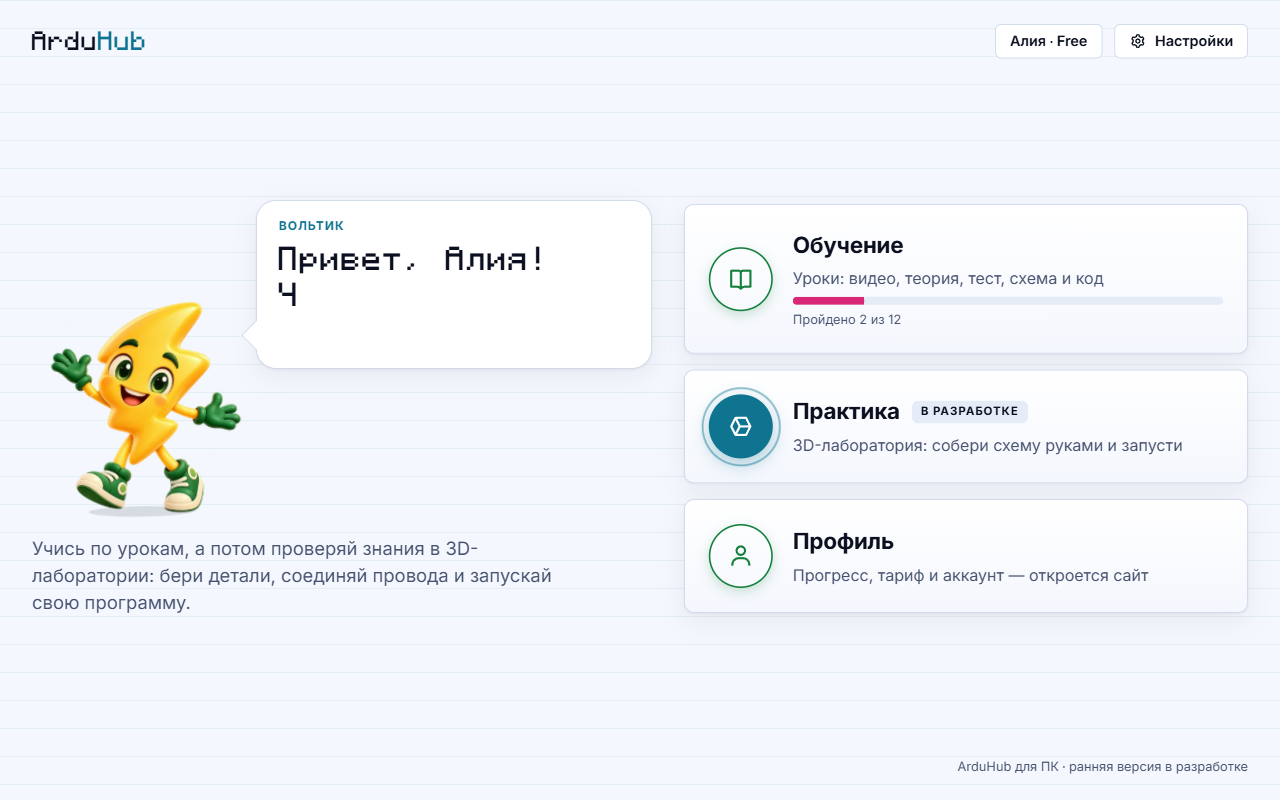 ArduHub
Алия · Free
Настройки
ВОЛЬТИК
Привет, Алия!
Ч
Учись по урокам, а потом проверяй знания в 3D-
лаборатории: бери детали, соединяй провода и запускай
свою программу.
Обучение
Уроки: видео, теория, тест, схема и код
Пройдено 2 из 12
Практика
В РАЗРАБОТКЕ
3D-лаборатория: собери схему руками и запусти
Профиль
Прогресс, тариф и аккаунт — откроется сайт
ArduHub для ПК · ранняя версия в разработке